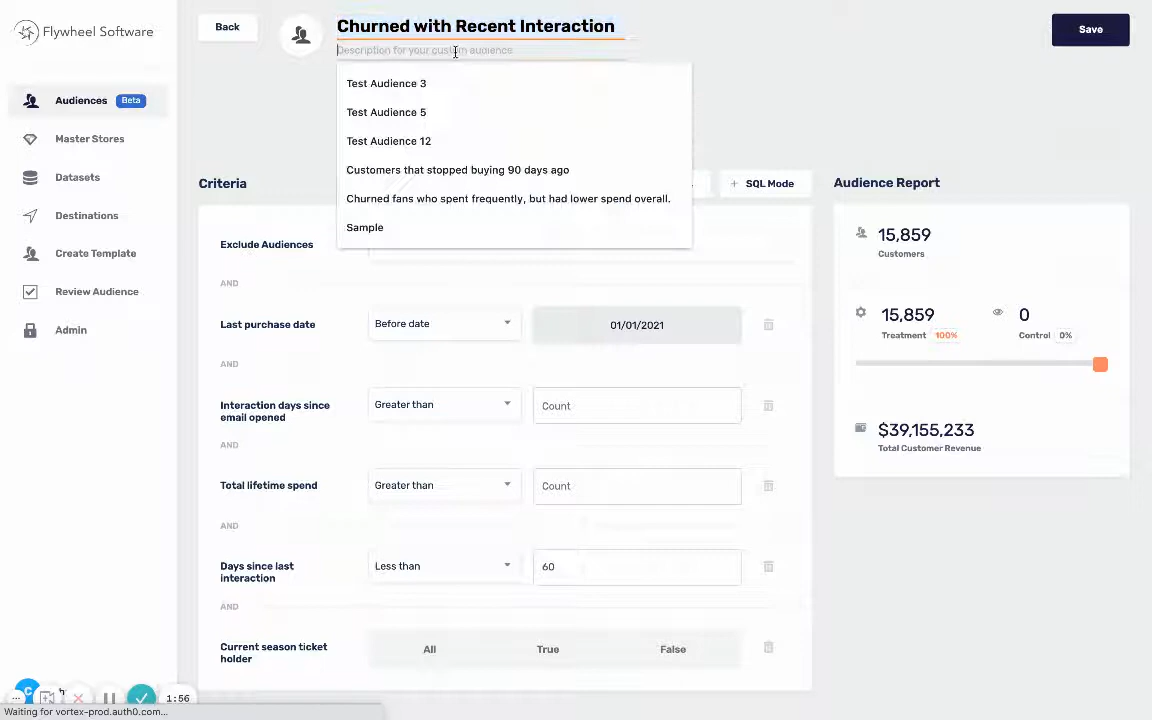 Flywheel Software
Back
Churned with Recent Interaction
Description for your custom audience
Save
Test Audience 3
Test Audience 5
Test Audience 12
Customers that stopped buying 90 days ago
Churned fans who spent frequently, but had lower spend overall.
Sample
Audiences Beta
Master Stores
Datasets
Destinations
Create Template
Review Audience
Admin
Criteria
+ SQL Mode
Exclude Audiences
AND
Last purchase date Before date 01/01/2021
AND
Interaction days since
email opened
Greater than Count
AND
Total lifetime spend Greater than Count
AND
Days since last
interaction
Less than 60
AND
Current season ticket
holder
All True False
Audience Report
15,859
Customers
15,859
Treatment 100%
0
Control 0%
$39,155,233
Total Customer Revenue
1:56
Waiting for vortex-prod.auth0.com...